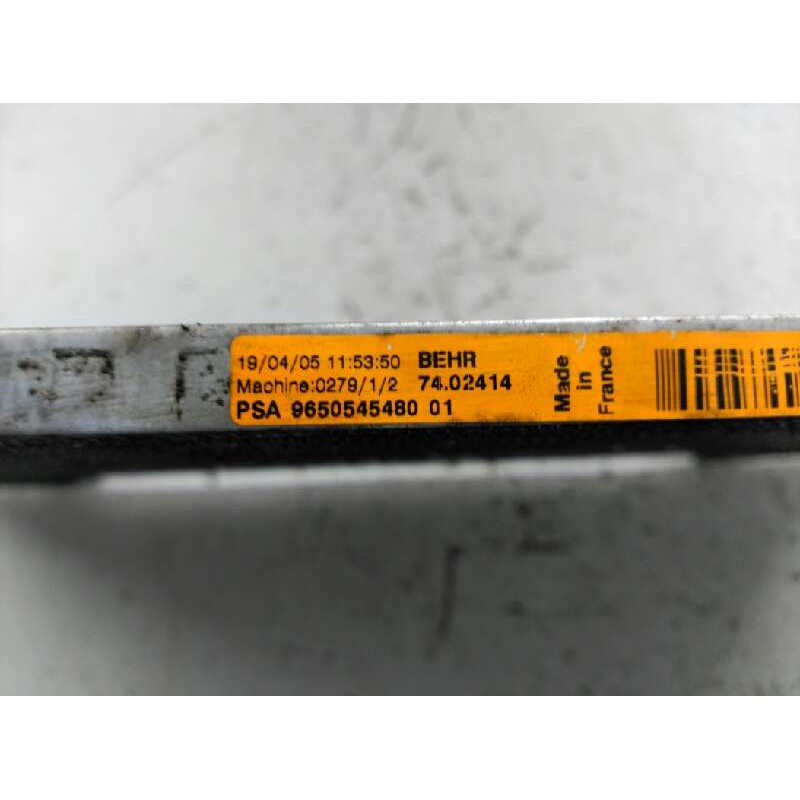 19/04/05 11:53:50 BEHR
Machine:0279/1/2 74.02414
PSA 9650545480 01
Made
in
France